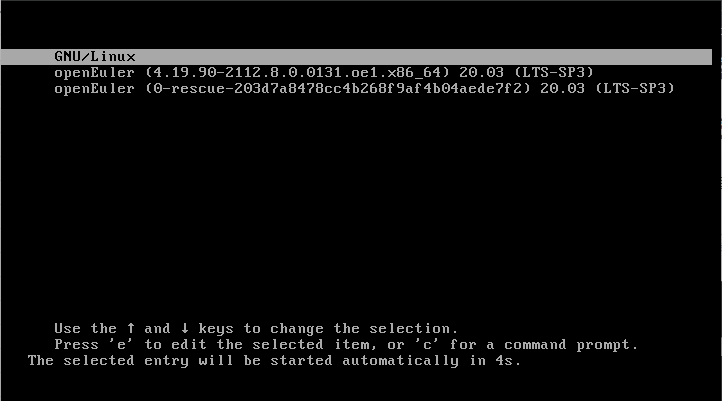 GNU/Linux
openEuler (4.19.90-2112.8.0.0131.oe1.x86_64) 20.03 (LTS-SP3)
openEuler (0-rescue-203d7a8478cc4b268f9af4b04aede7f2) 20.03 (LTS-SP3)
Use the ↑ and ↓ keys to change the selection.
Press 'e' to edit the selected item, or 'c' for a command prompt.
The selected entry will be started automatically in 4s.